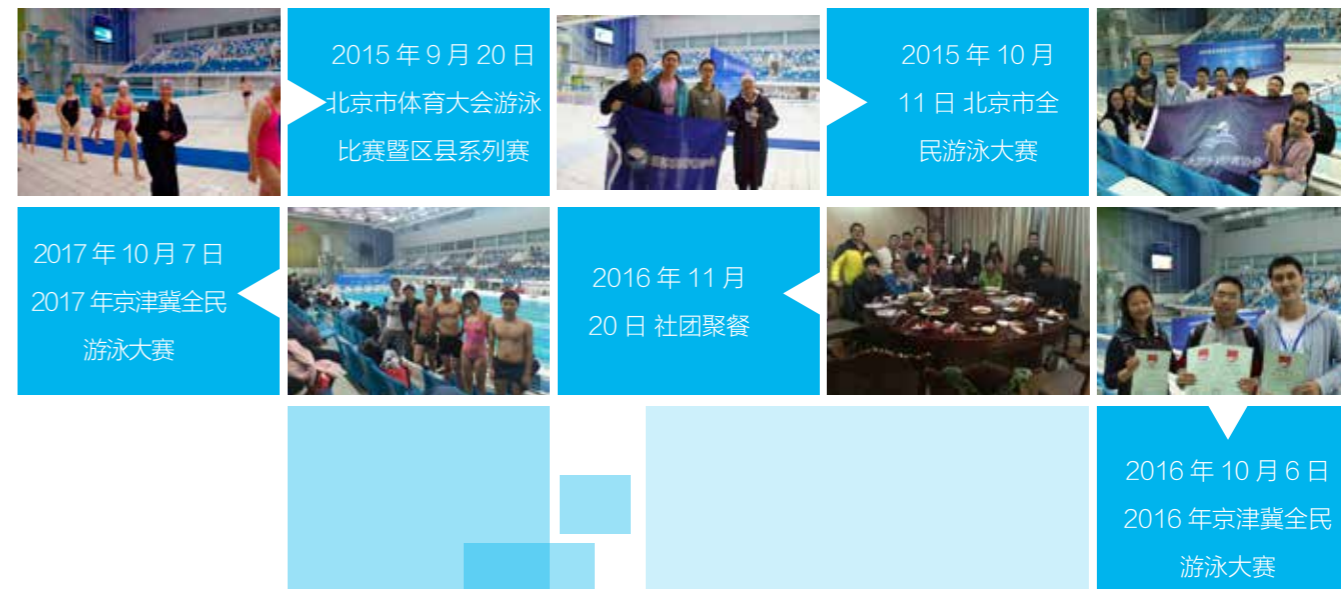 2015 年 9 月 20 日
北京市体育大会游泳
比赛暨区县系列赛
2015 年 10 月
11 日 北京市全
民游泳大赛
2017 年 10 月 7 日
2017 年京津冀全民
游泳大赛
2016 年 11 月
20 日 社团聚餐
2016 年 10 月 6 日
2016 年京津冀全民
游泳大赛